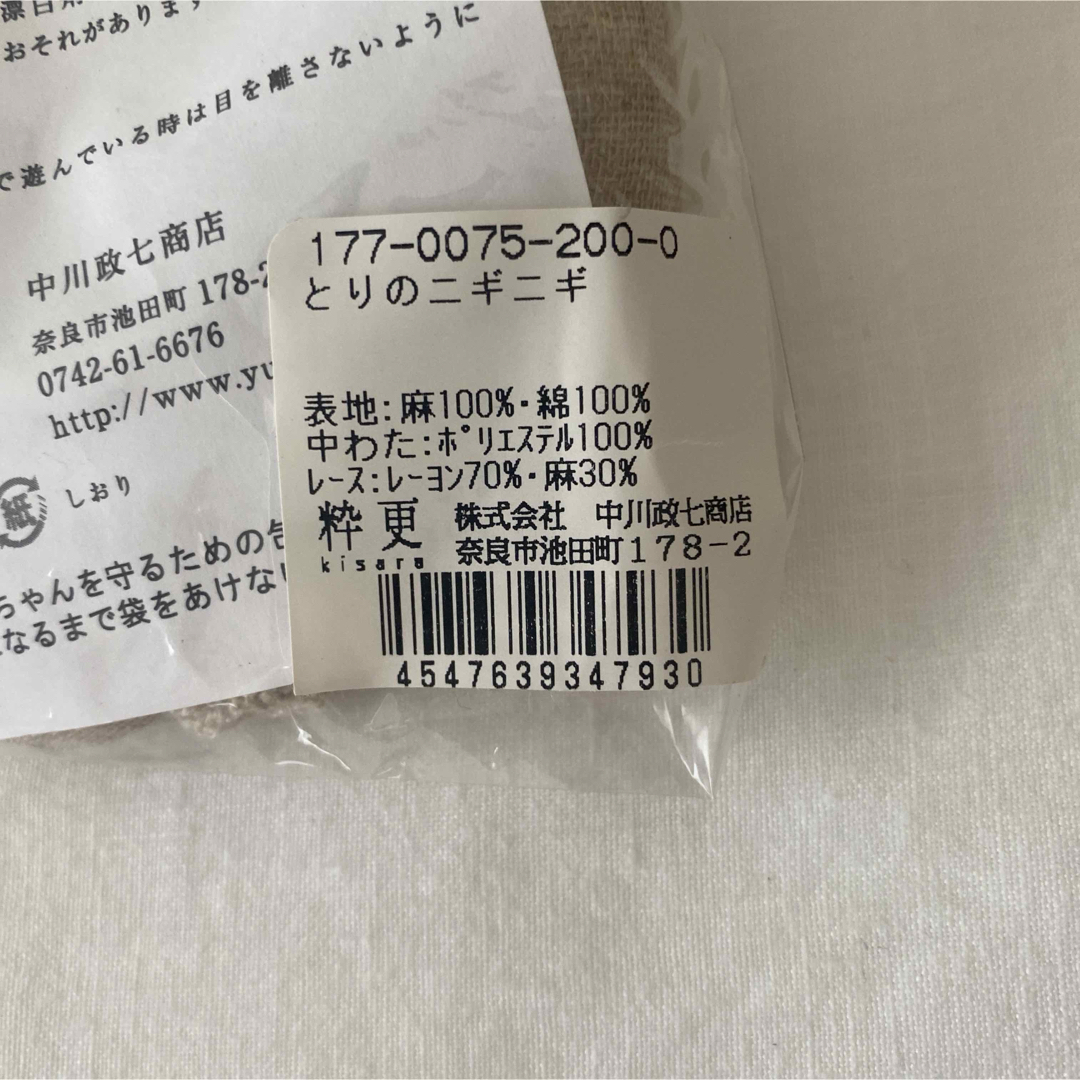 漂白剤
おそれがあります
で遊んでいる時は目を離さないように
中川政七商店
奈良市池田町 178-2
0742-61-6676
http://www.yu
紙
しおり
ちゃんを守るための
なるまで袋をあけない
177-0075-200-0
とりのニギニギ
表地:麻100%・綿100%
中わた:ポリエステル100%
レース:レーヨン70%・麻30%
粋更 株式会社 中川政七商店
kisara 奈良市池田町178-2
4547639347930